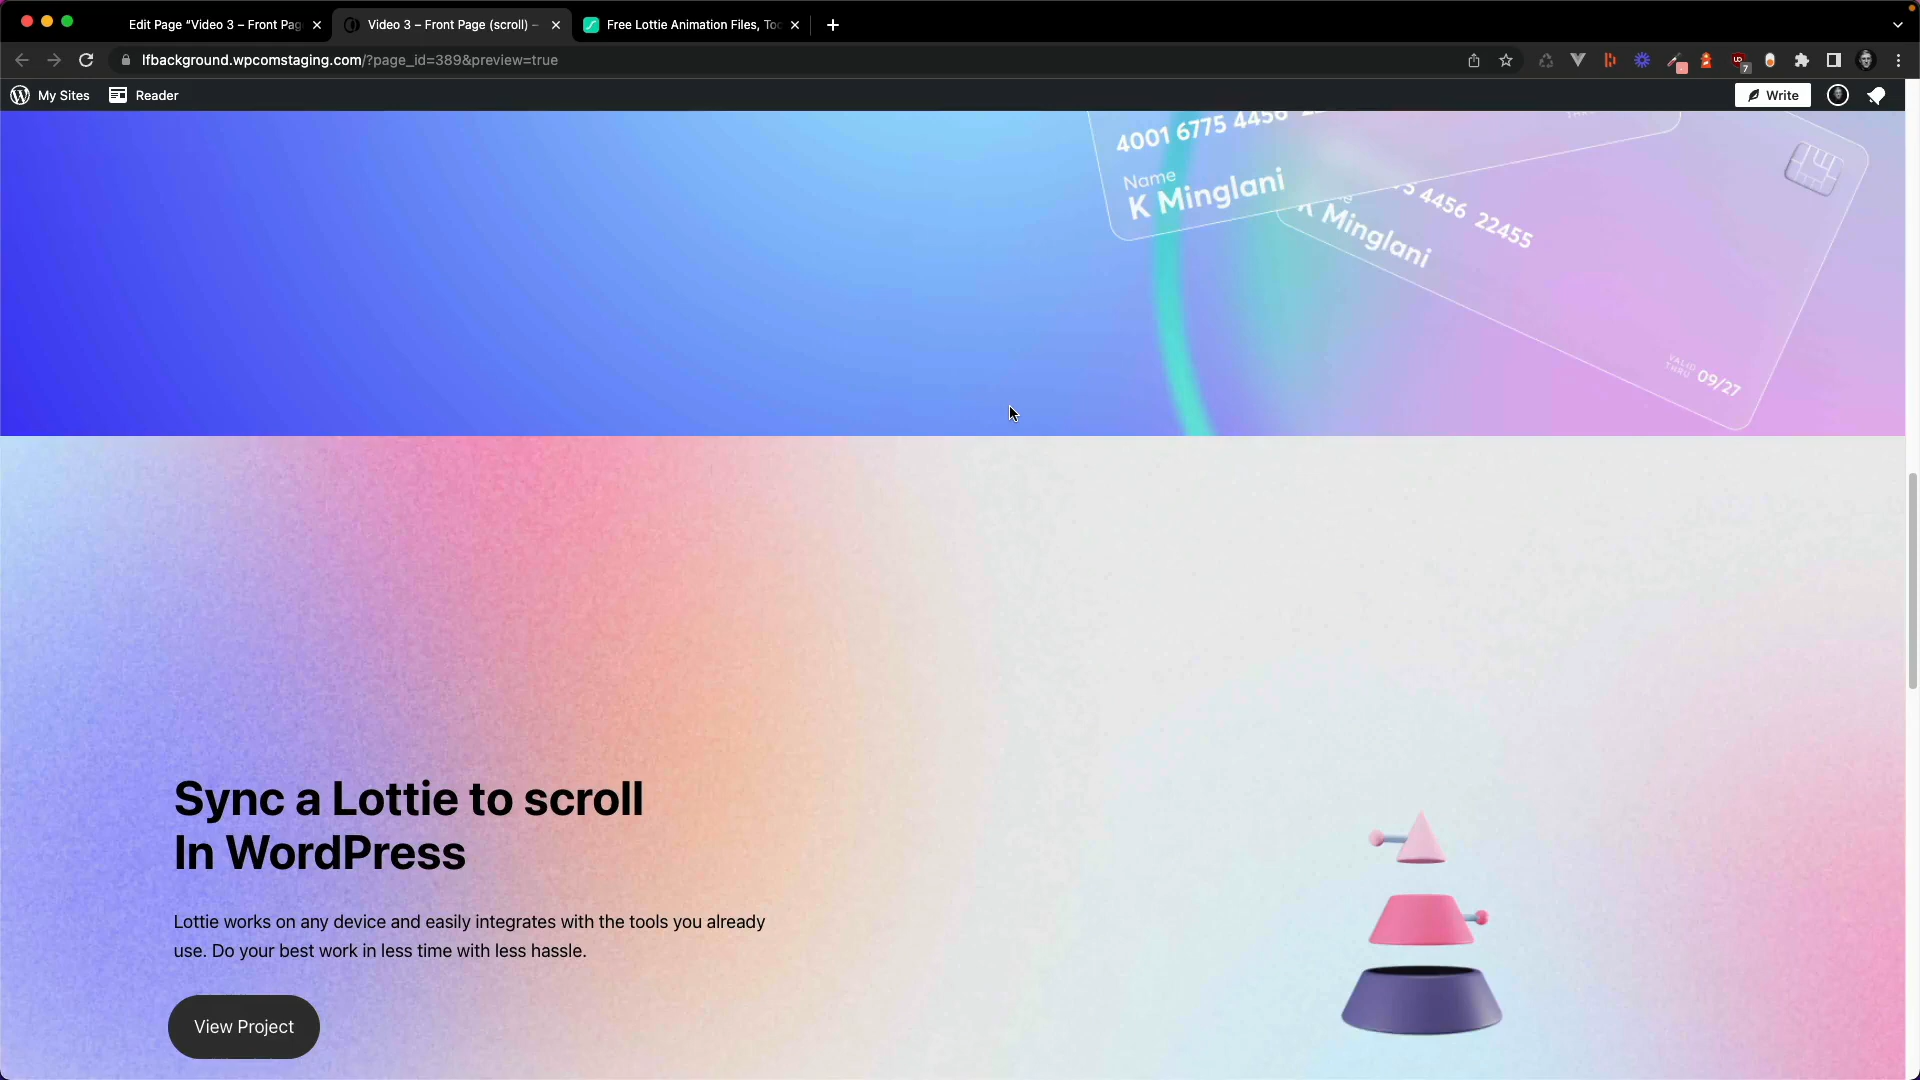 Edit Page “Video 3 – Front Pag
Video 3 – Front Page (scroll) –
Free Lottie Animation Files, Too
lfbackground.wpcomstaging.com/?page_id=389&preview=true
7
My Sites
Reader
Write
4001 6775 4456
Name
K Minglani
75 4456 22455
K Minglani
VALID
THRU 09/27
Sync a Lottie to scroll
In WordPress
Lottie works on any device and easily integrates with the tools you already
use. Do your best work in less time with less hassle.
View Project